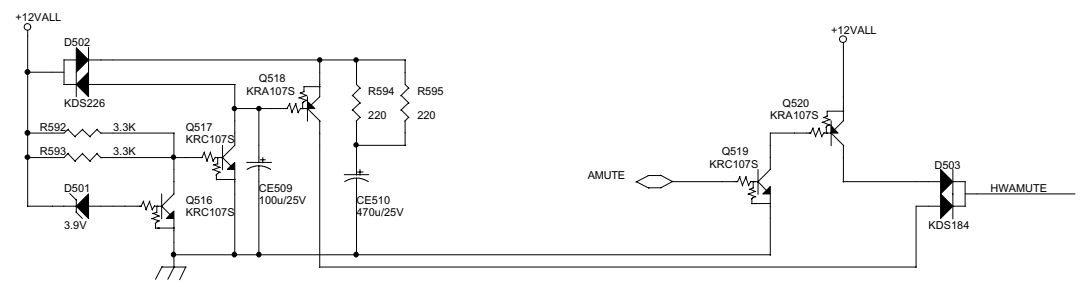 +12VALL
D502
KDS226
R592 3.3K
R593 3.3K
D501
3.9V
Q516
KRC107S
Q517
KRC107S
Q518
KRA107S
CE509
100u/25V
R594
220
R595
220
CE510
470u/25V
AMUTE
Q519
KRC107S
+12VALL
Q520
KRA107S
D503
KDS184
HWAMUTE